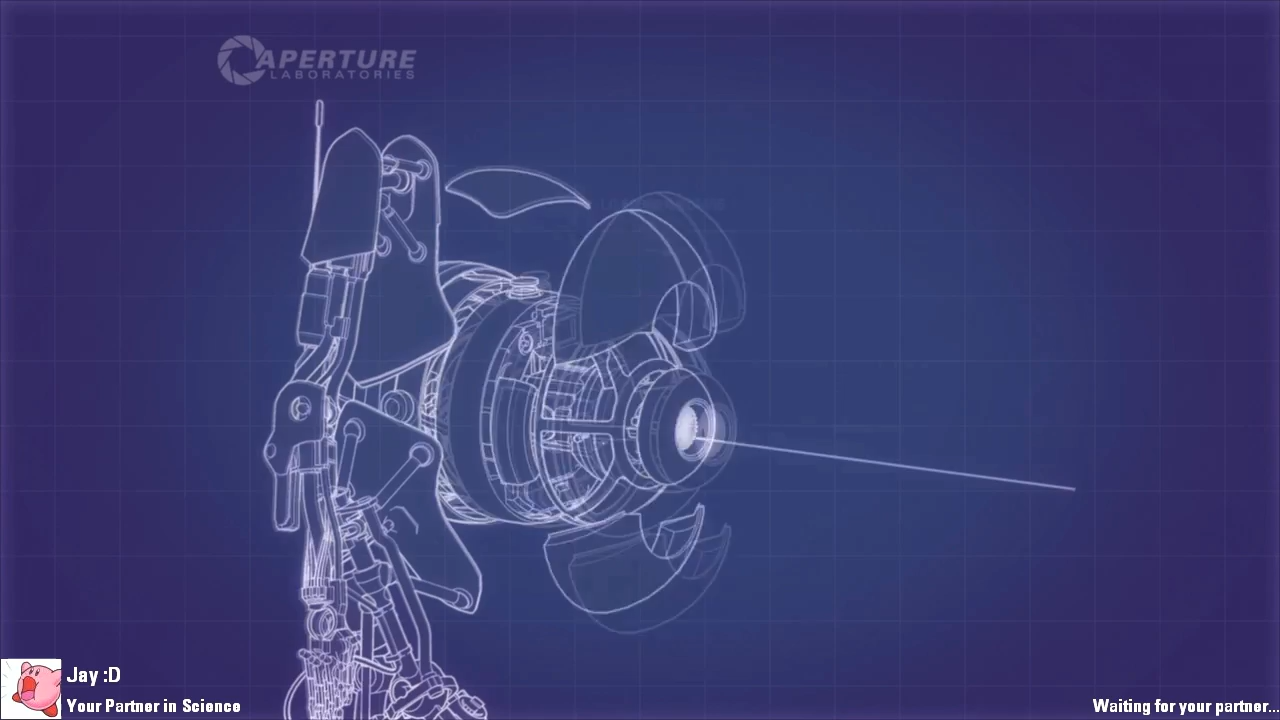 APERTURE
LABORATORIES
Jay :D
Your Partner in Science
Waiting for your partner...